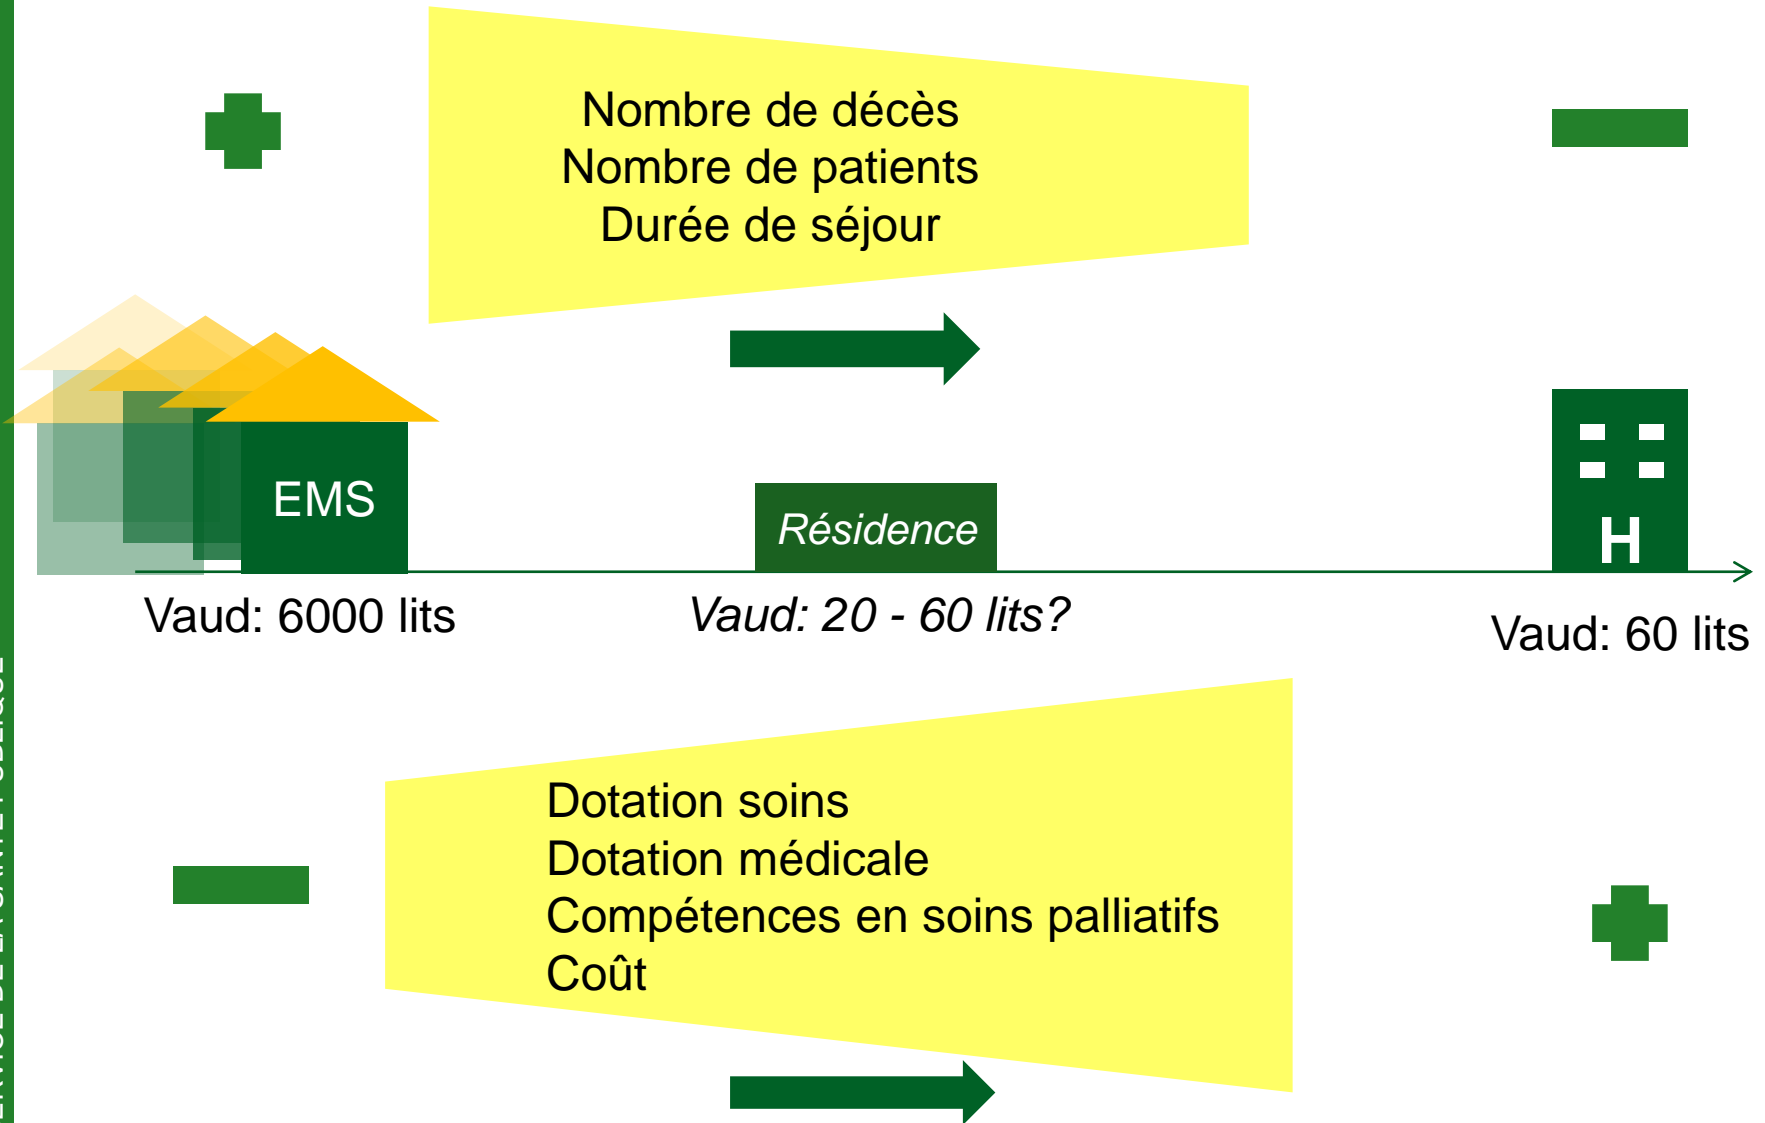 Nombre de décès
Nombre de patients
Durée de séjour
EMS
Résidence
H
Vaud: 6000 lits
Vaud: 20 - 60 lits?
Vaud: 60 lits
Dotation soins
Dotation médicale
Compétences en soins palliatifs
Coût